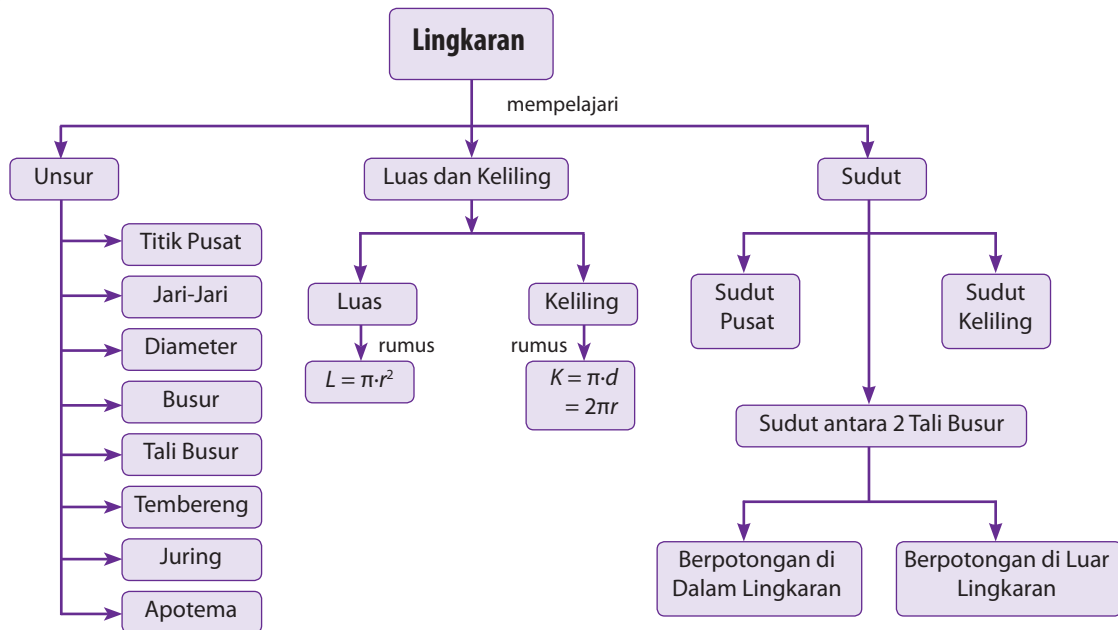 Lingkaran
mempelajari
Unsur
Luas dan Keliling
Sudut
Titik Pusat
Jari-Jari
Diameter
Busur
Tali Busur
Tembereng
Juring
Apotema
Luas
Keliling
rumus
rumus
L = π·r²
K = π·d
= 2πr
Sudut
Pusat
Sudut
Keliling
Sudut antara 2 Tali Busur
Berpotongan di
Dalam Lingkaran
Berpotongan di Luar
Lingkaran